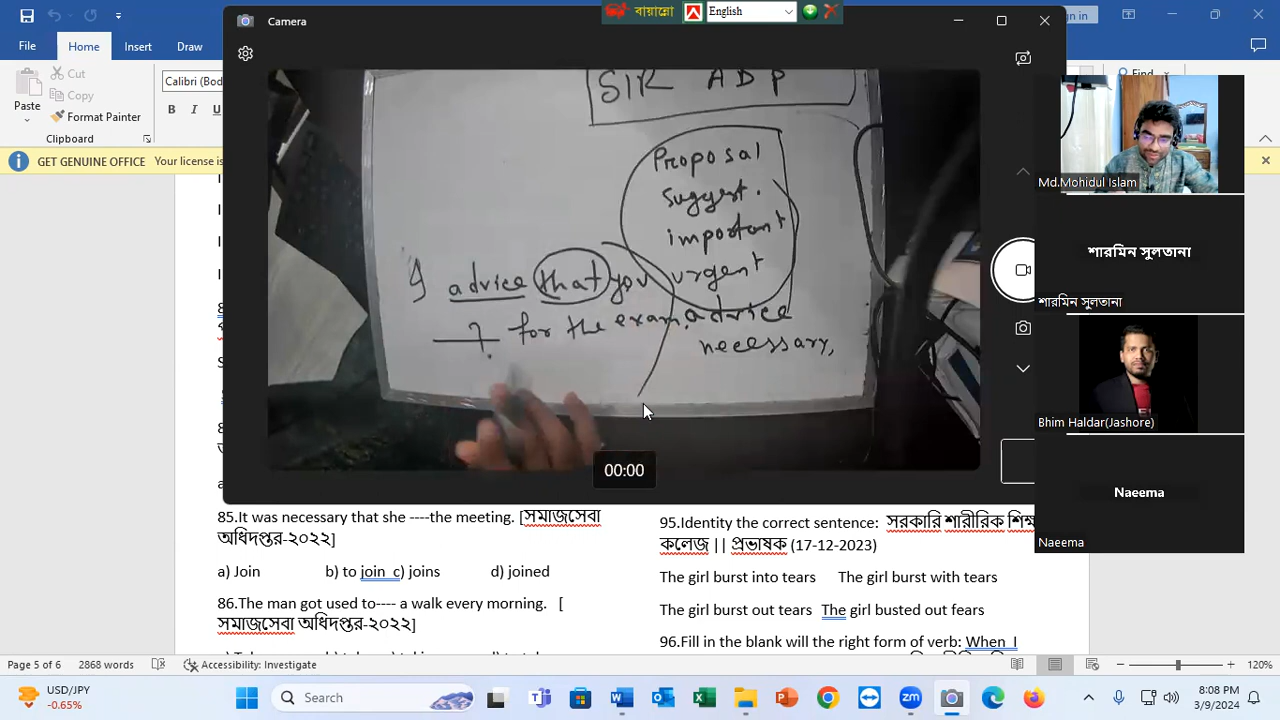 বায়ান্নো
English
Sign in
Camera
File
Home
Insert
Draw
Cut
Copy
Paste
Format Painter
Clipboard
Calibri (Bod
B I
Find
GET GENUINE OFFICE Your license is
SIR ADP
Proposal
suggest.
important
urgent
advice
necessary,
I advice that you
? for the exam.
00:00
Md.Mohidul Islam
শারমিন সুলতানা
শারমিন সুলতানা
Bhim Haldar(Jashore)
Naeema
Naeema
85.It was necessary that she ----the meeting. [সমাজসেবা
অধিদপ্তর-২০২২]
a) Join b) to join c) joins d) joined
86.The man got used to---- a walk every morning. [
সমাজসেবা অধিদপ্তর-২০২২]
95.Identity the correct sentence: সরকারি শারীরিক শিক্ষ
কলেজ || প্রভাষক (17-12-2023)
The girl burst into tears The girl burst with tears
The girl burst out tears The girl busted out fears
96.Fill in the blank will the right form of verb: When I
Page 5 of 6 2868 words Accessibility: Investigate 120%
USD/JPY
-0.65%
Search
8:08 PM
3/9/2024